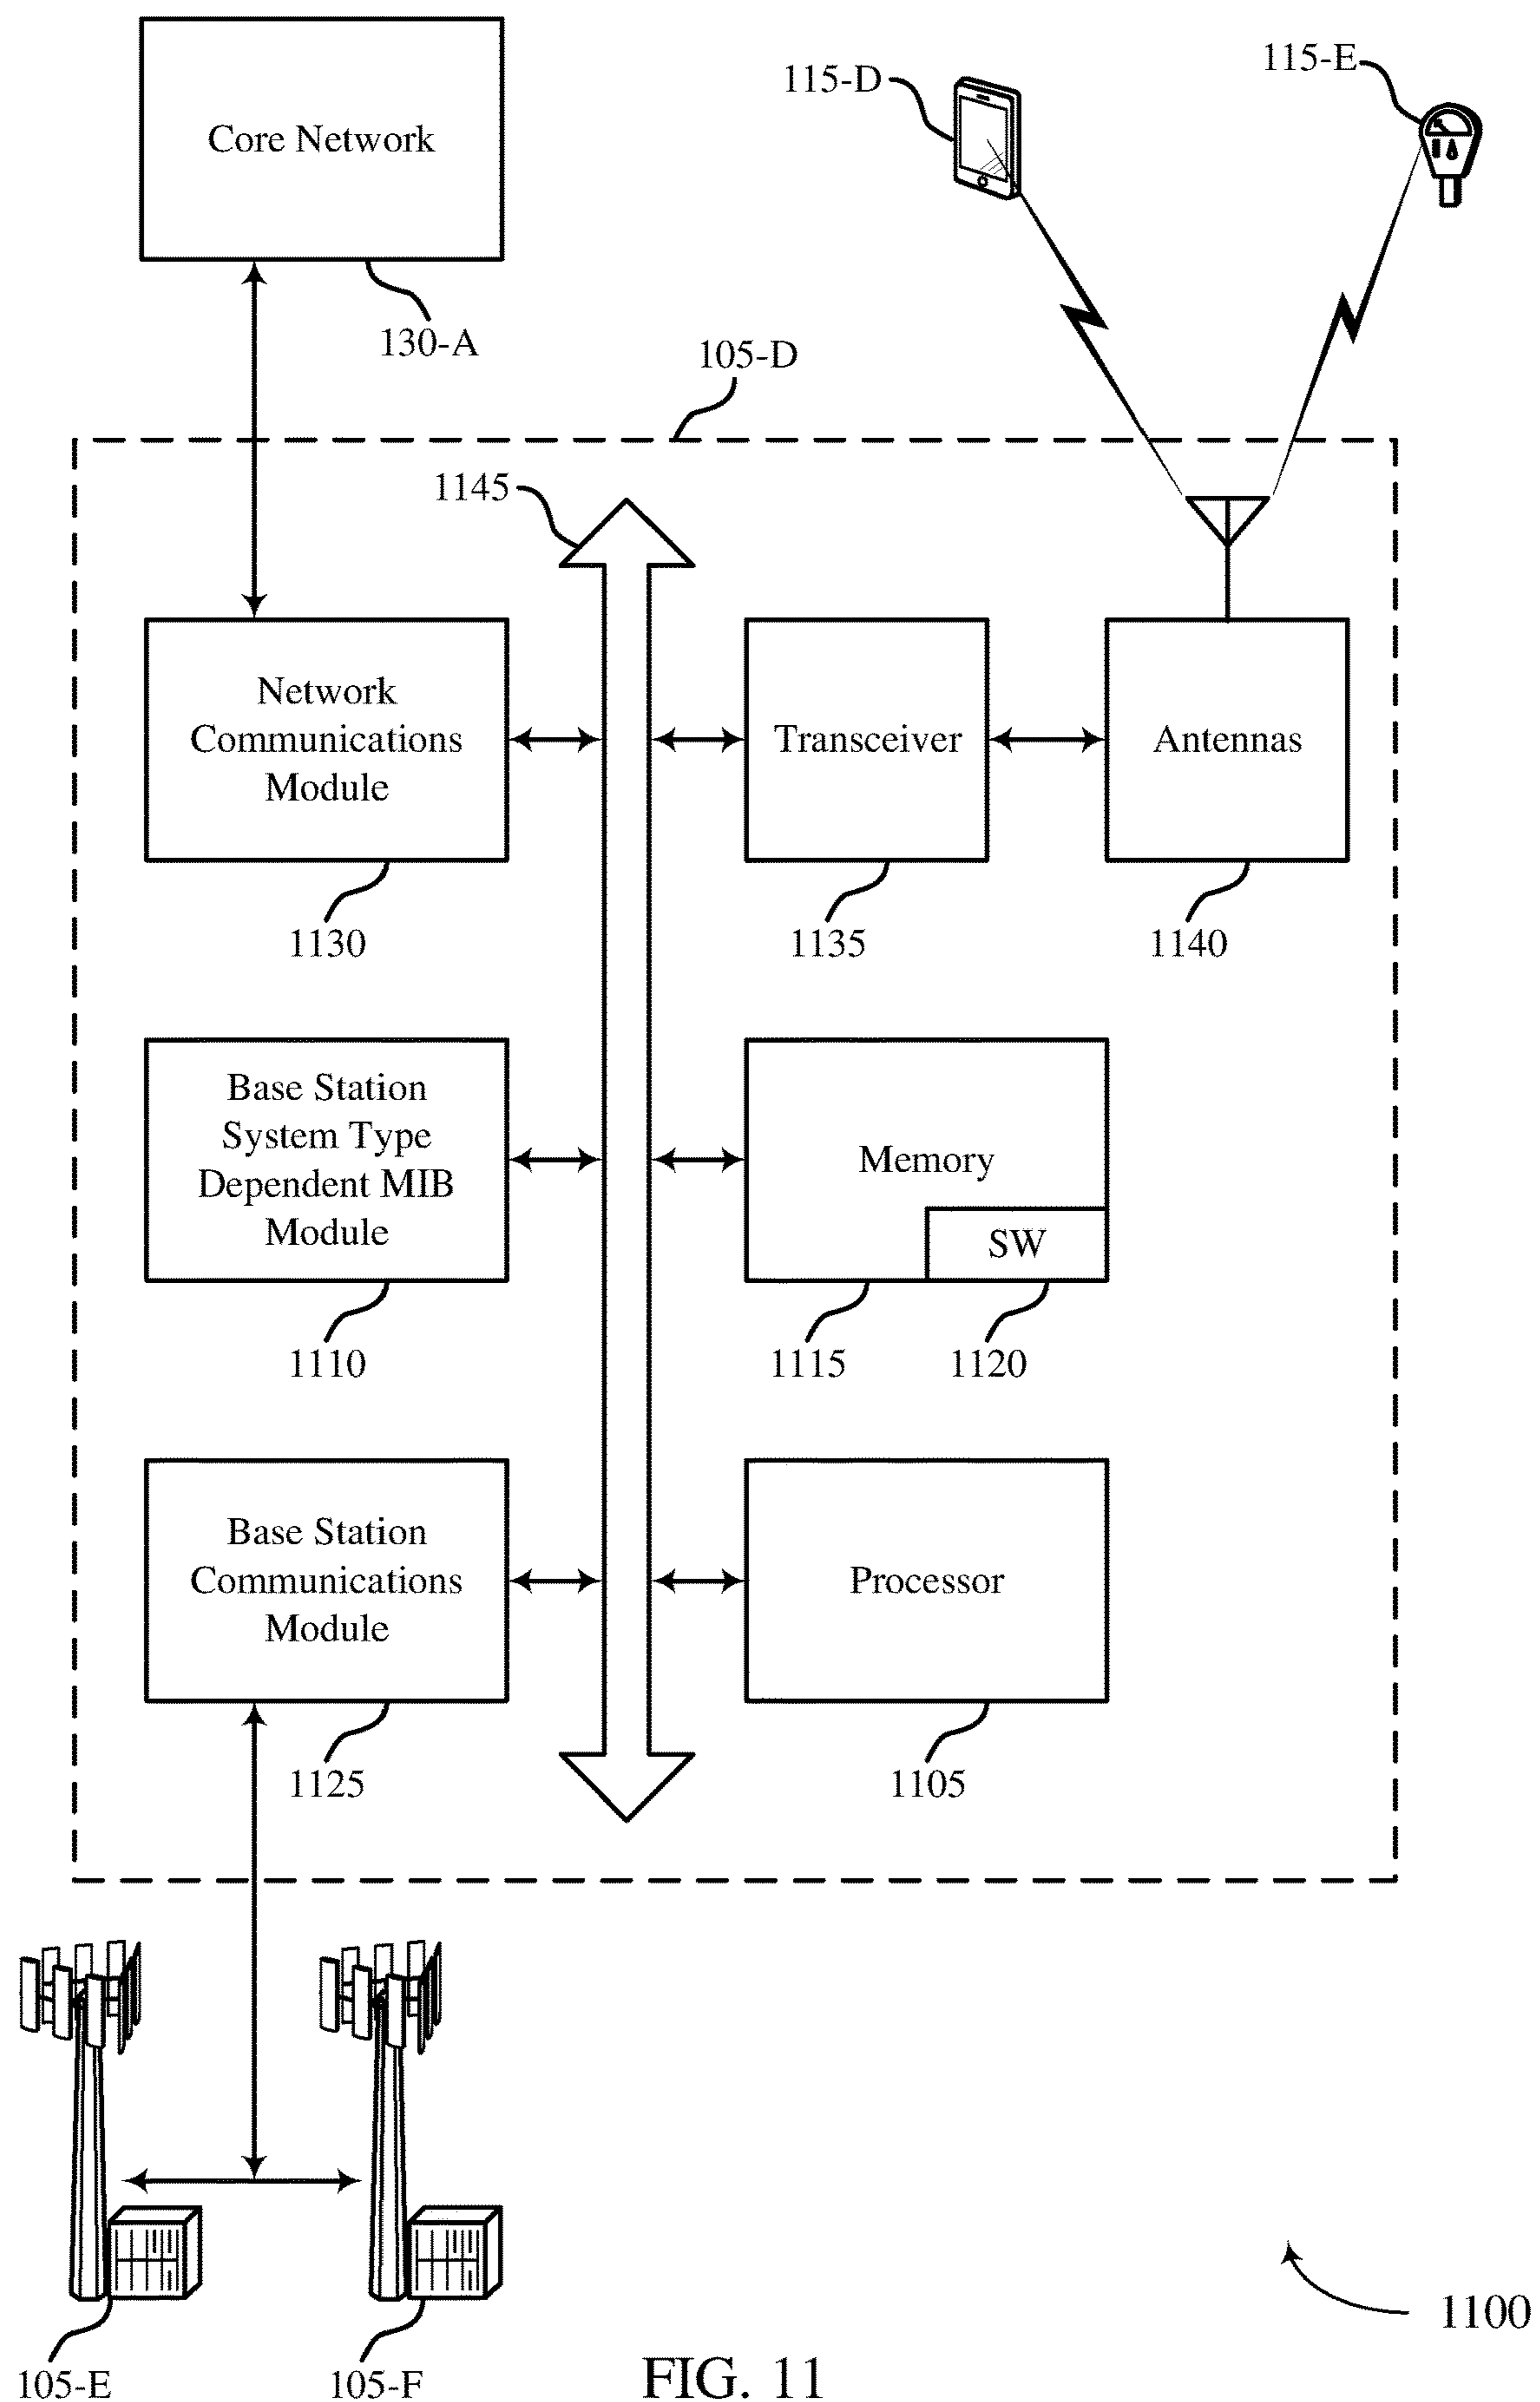 Core Network
130-A
115-D
115-E
105-D
1145
Network
Communications
Module
1130
Transceiver
1135
Antennas
1140
Base Station
System Type
Dependent MIB
Module
1110
Memory
SW
1115
1120
Base Station
Communications
Module
1125
Processor
1105
105-E
105-F
1100
FIG. 11